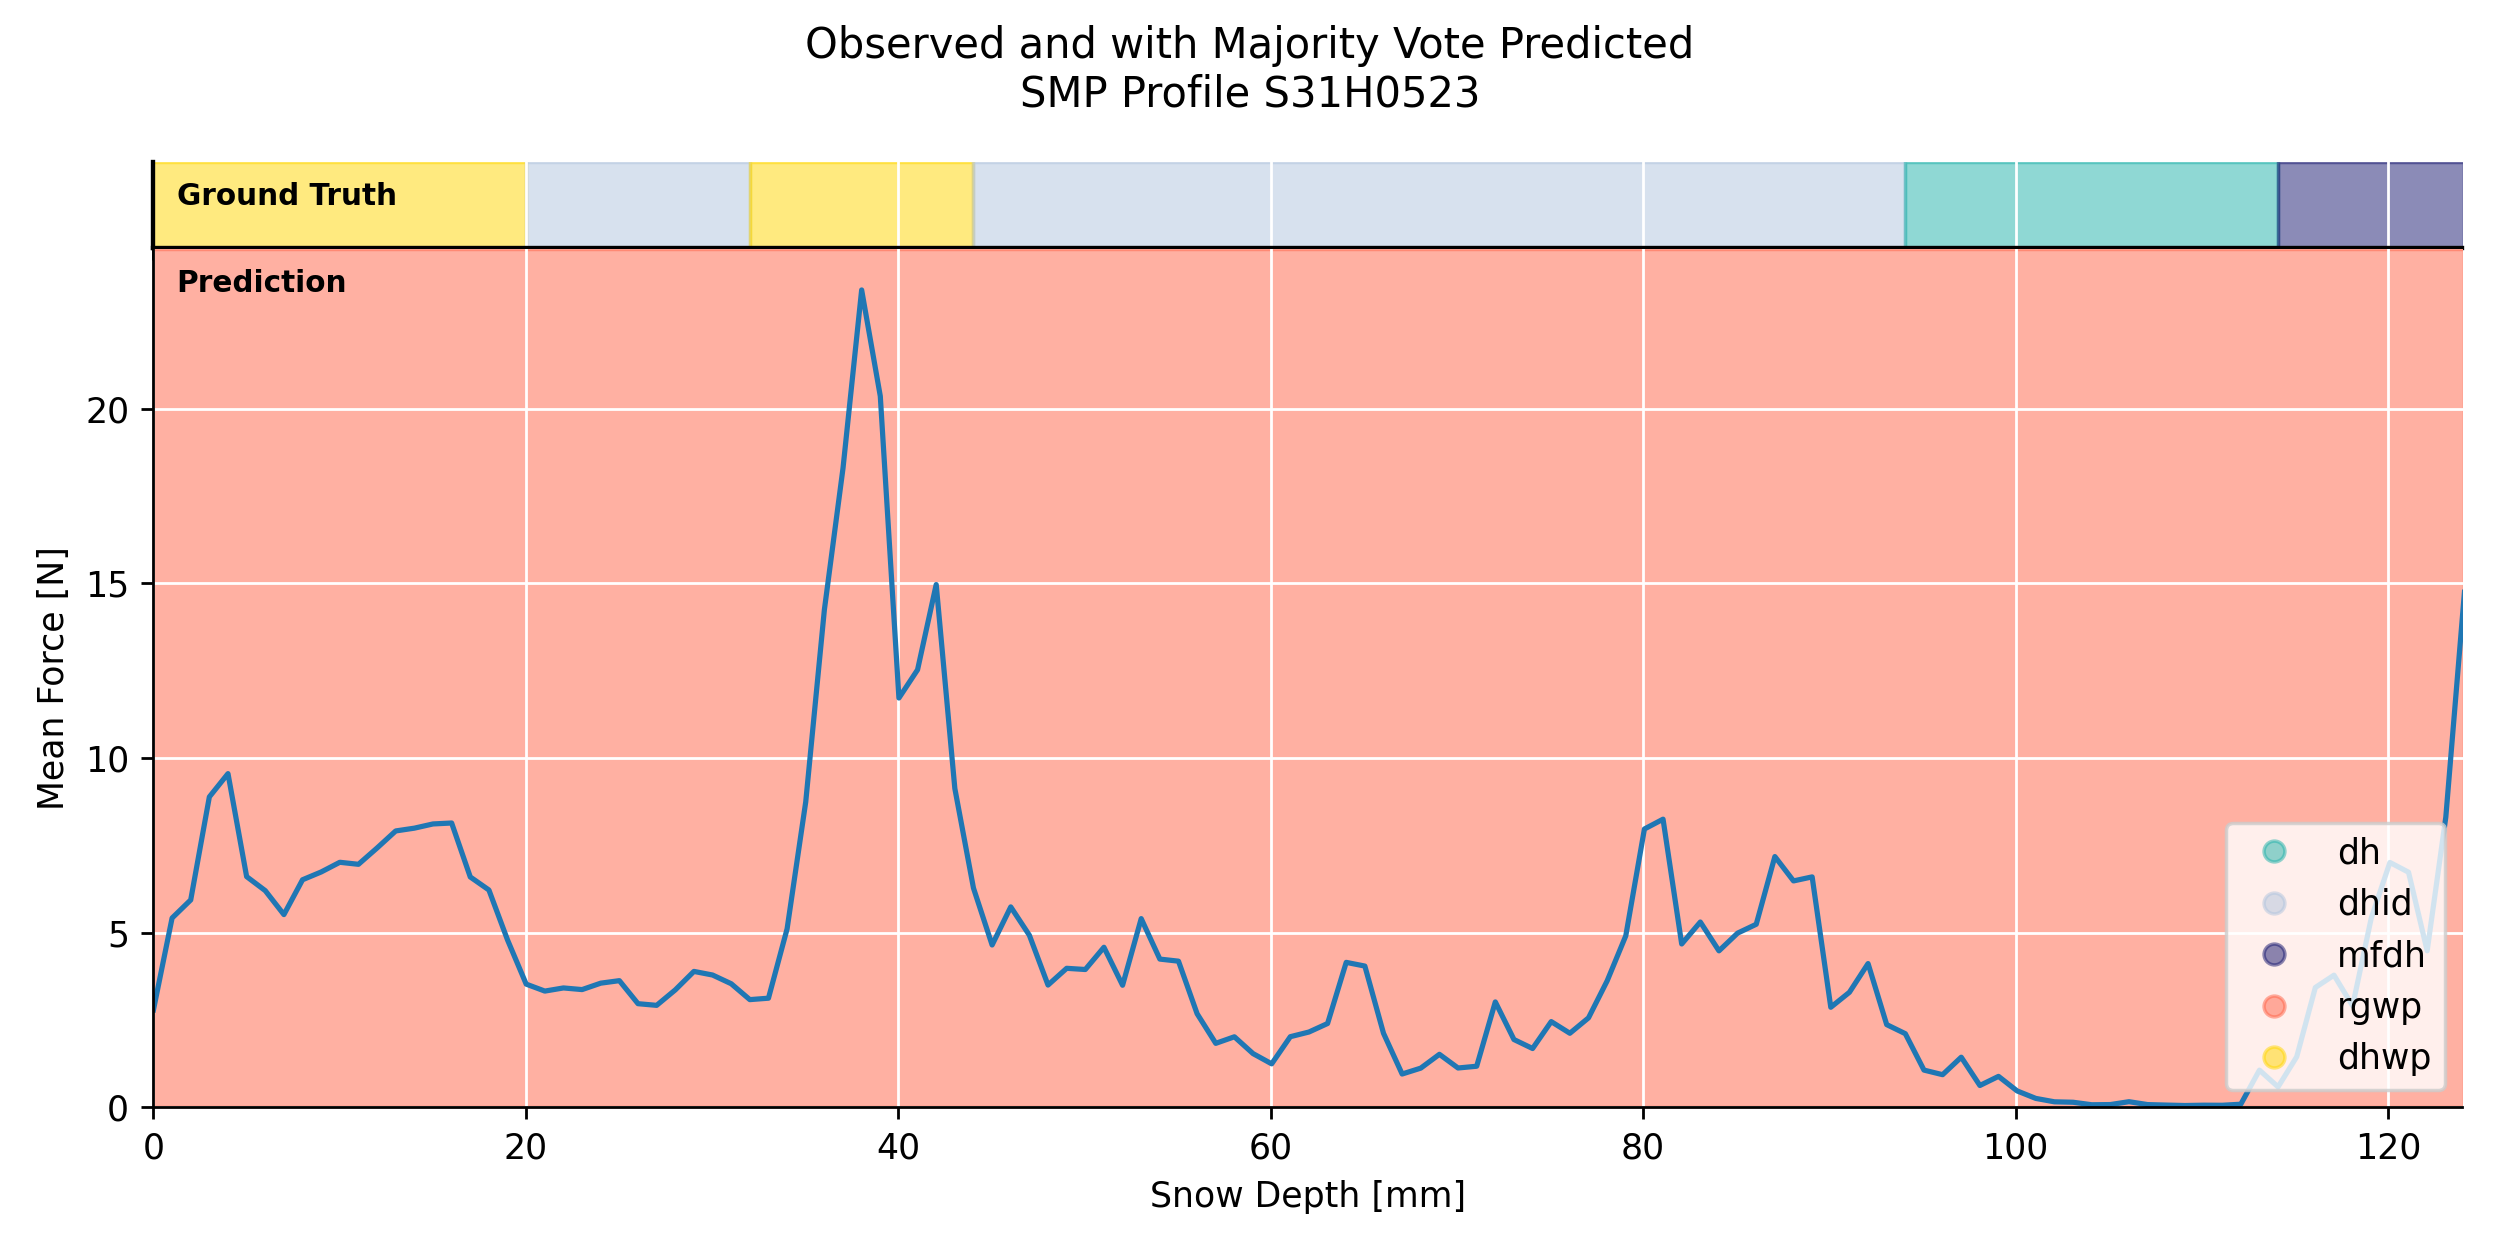 Observed and with Majority Vote Predicted
SMP Profile S31H0523
Ground Truth
Prediction
Mean Force [N]
20
15
10
5
0
0 20 40 60 80 100 120
Snow Depth [mm]
dh
dhid
mfdh
rgwp
dhwp